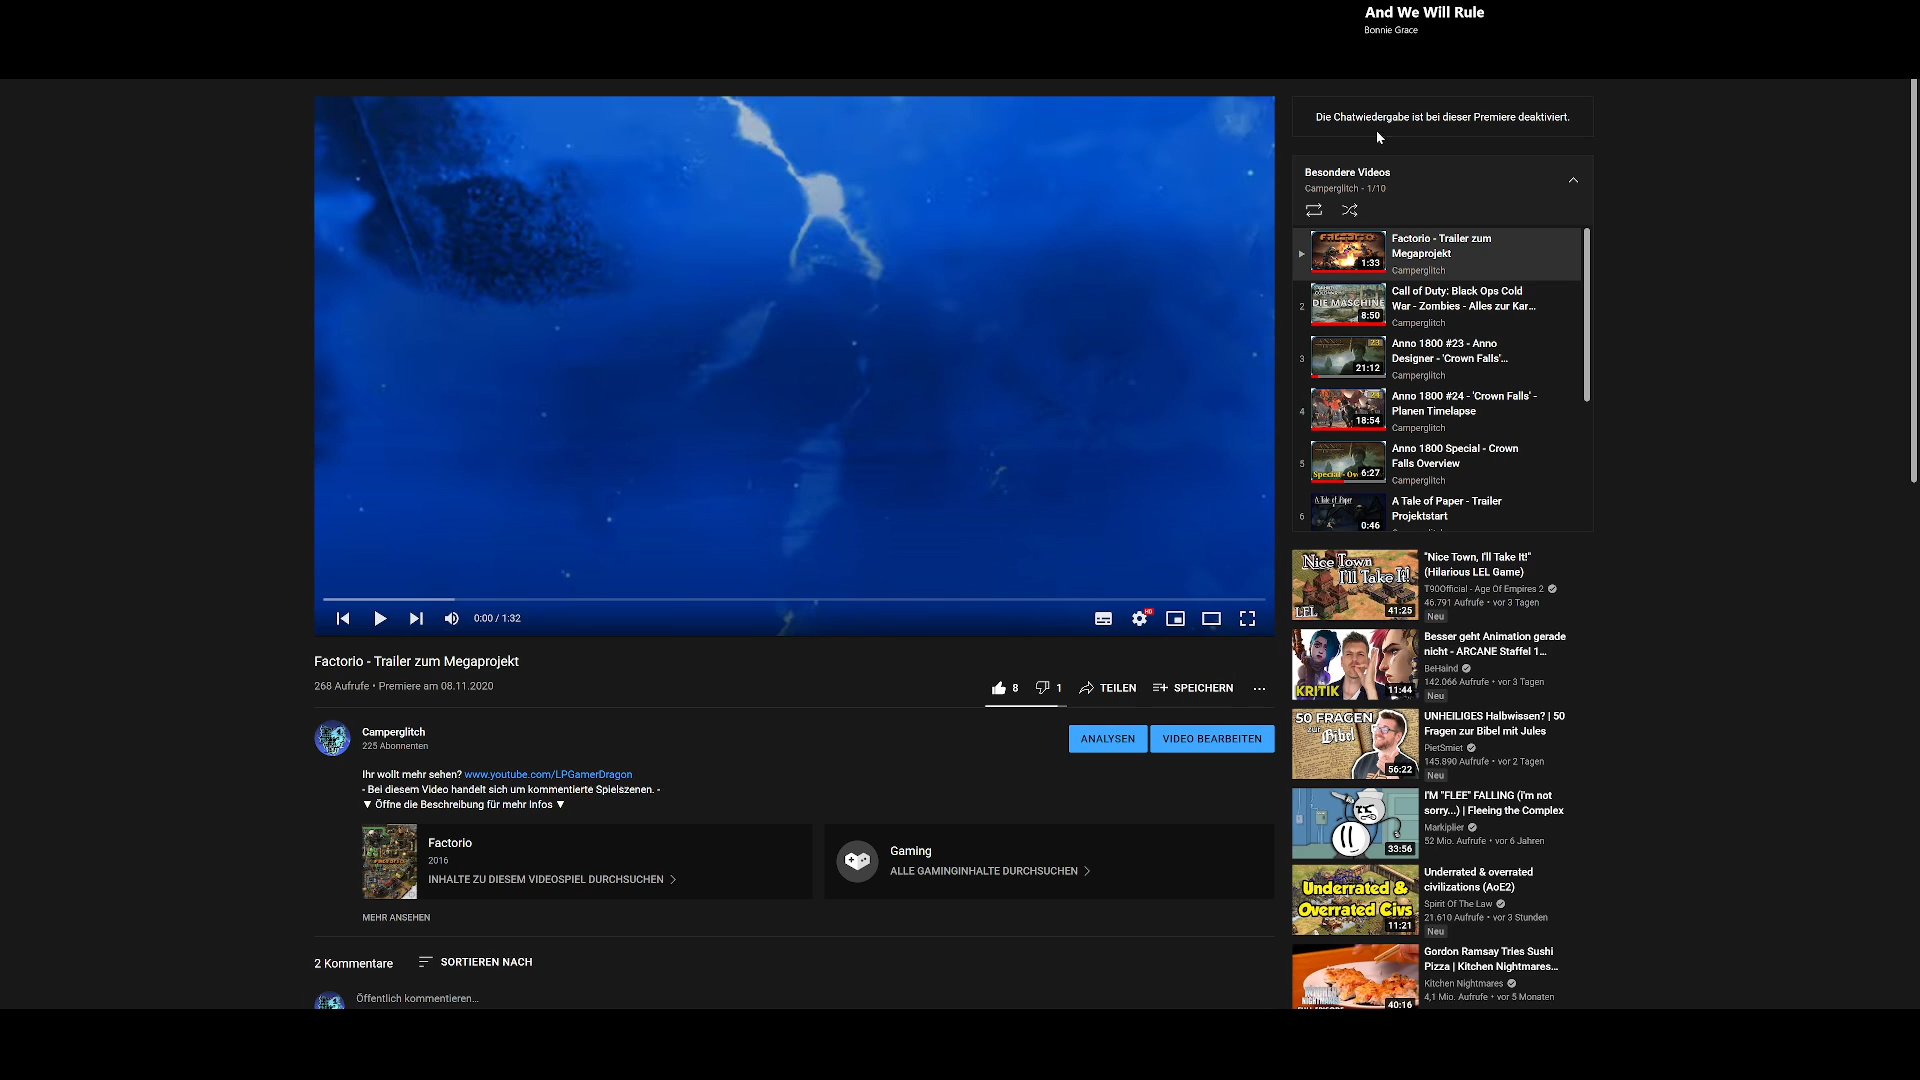 And We Will Rule
Bonnie Grace
Die Chatwiedergabe ist bei dieser Premiere deaktiviert.
Besondere Videos
Camperglitch - 1/10
1:33
Factorio - Trailer zum
Megaprojekt
Camperglitch
2
DIE MASCHINE
8:50
Call of Duty: Black Ops Cold
War - Zombies - Alles zur Kar...
Camperglitch
3
23
21:12
Anno 1800 #23 - Anno
Designer - 'Crown Falls'...
Camperglitch
4
18:54
Anno 1800 #24 - 'Crown Falls' -
Planen Timelapse
Camperglitch
5
6:27
Anno 1800 Special - Crown
Falls Overview
Camperglitch
6
A Tale of Paper
0:46
A Tale of Paper - Trailer
Projektstart
0:00 / 1:32
HD
Factorio - Trailer zum Megaprojekt
268 Aufrufe • Premiere am 08.11.2020
8
1
TEILEN
SPEICHERN
Camperglitch
225 Abonnenten
ANALYSEN
VIDEO BEARBEITEN
Ihr wollt mehr sehen? www.youtube.com/LPGamerDragon
- Bei diesem Video handelt sich um kommentierte Spielszenen. -
▼ Öffne die Beschreibung für mehr Infos ▼
Factorio
2016
INHALTE ZU DIESEM VIDEOSPIEL DURCHSUCHEN
Gaming
ALLE GAMINGINHALTE DURCHSUCHEN
MEHR ANSEHEN
2 Kommentare
SORTIEREN NACH
Öffentlich kommentieren...
Nice Town
I'll Take It!
LEL
41:25
"Nice Town, I'll Take It!"
(Hilarious LEL Game)
T90Official - Age Of Empires 2
46.791 Aufrufe • vor 3 Tagen
Neu
KRITIK
11:44
Besser geht Animation gerade
nicht - ARCANE Staffel 1...
BeHaind
142.066 Aufrufe • vor 3 Tagen
Neu
50 FRAGEN
zur
Bibel
56:22
UNHEILIGES Halbwissen? | 50
Fragen zur Bibel mit Jules
PietSmiet
145.890 Aufrufe • vor 2 Tagen
Neu
33:56
I'M "FLEE" FALLING (i'm not
sorry...) | Fleeing the Complex
Markiplier
52 Mio. Aufrufe • vor 6 Jahren
Underrated &
Overrated Civs
11:21
Underrated & overrated
civilizations (AoE2)
Spirit Of The Law
21.610 Aufrufe • vor 3 Stunden
Neu
40:16
Gordon Ramsay Tries Sushi
Pizza | Kitchen Nightmares...
Kitchen Nightmares
4,1 Mio. Aufrufe • vor 5 Monaten